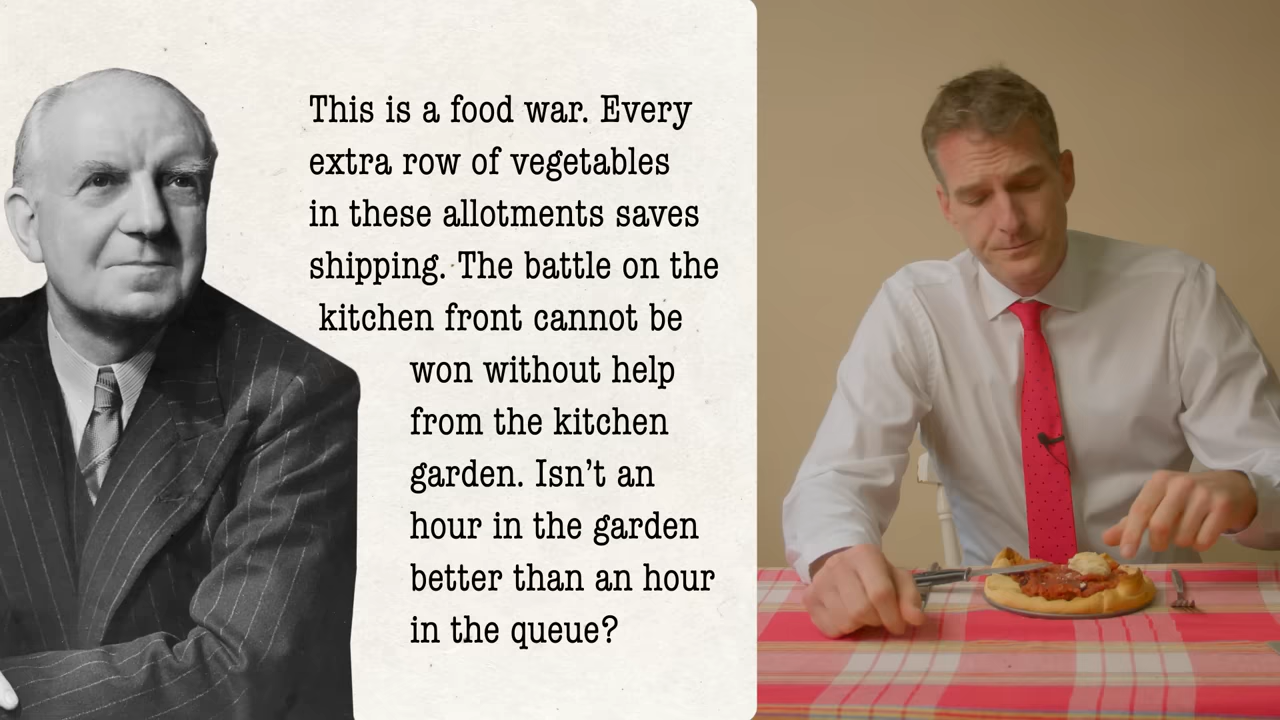 This is a food war. Every
extra row of vegetables
in these allotments saves
shipping. The battle on the
kitchen front cannot be
won without help
from the kitchen
garden. Isn’t an
hour in the garden
better than an hour
in the queue?